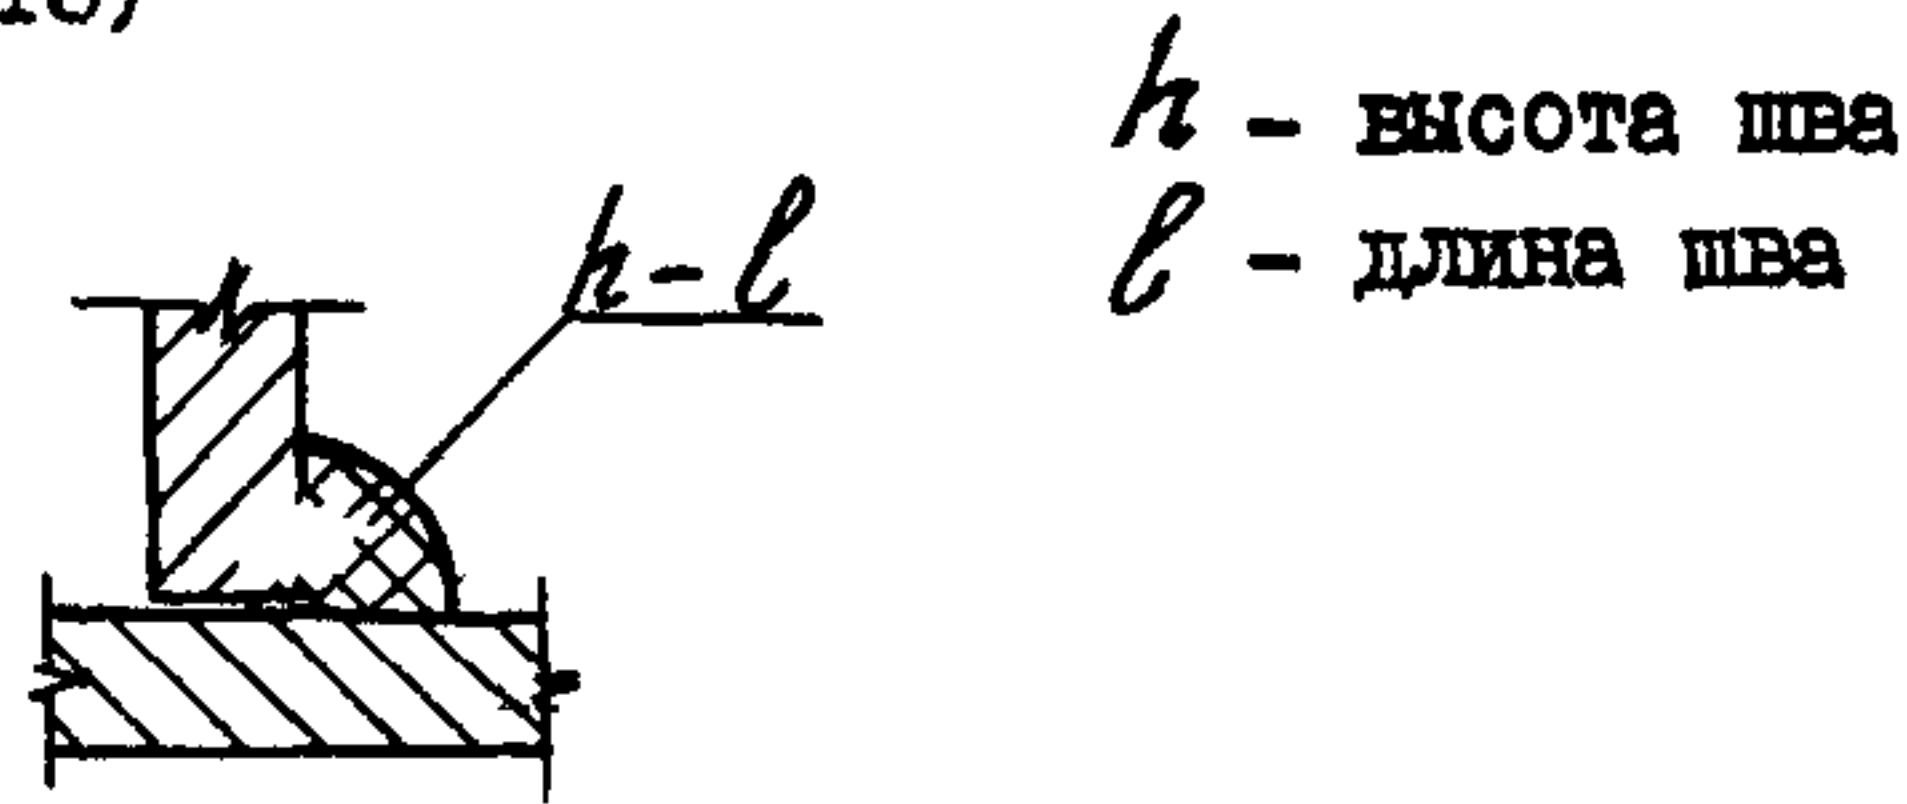 h - высота шва
h - l
l - длина шва